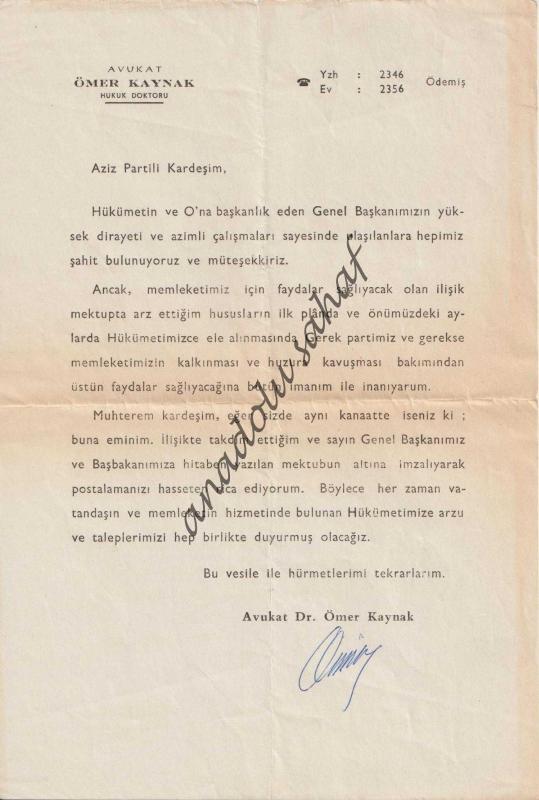 AVUKAT
ÖMER KAYNAK
HUKUK DOKTORU
☎ Yzh : 2346 Ödemiş
Ev : 2356
Aziz Partili Kardeşim,
Hükümetin ve O'na başkanlık eden Genel Başkanımızın yük-
sek dirayeti ve azimli çalışmaları sayesinde ulaşılanlara hepimiz
şahit bulunuyoruz ve müteşekkiriz.
Ancak, memleketimiz için faydalar sağlıyacak olan ilişik
mektupta arz ettiğim hususların ilk plânda ve önümüzdeki ay-
larda Hükümetimizce ele alınmasında Gerek partimiz ve gerekse
memleketimizin kalkınması ve huzura kavuşması bakımından
üstün faydalar sağlıyacağına bütün imanım ile inanıyarum.
Muhterem kardeşim, eğer sizde aynı kanaatte iseniz ki ;
buna eminim. İlişikte takdim ettiğim ve sayın Genel Başkanımız
ve Başbakanımıza hitaben yazılan mektubun altına imzalıyarak
postalamanızı hasseten rica ediyorum. Böylece her zaman va-
tandaşın ve memleketin hizmetinde bulunan Hükümetimize arzu
ve taleplerimizi hep birlikte duyurmuş olacağız.
Bu vesile ile hürmetlerimi tekrarlarım.
Avukat Dr. Ömer Kaynak
anadolu sahaf